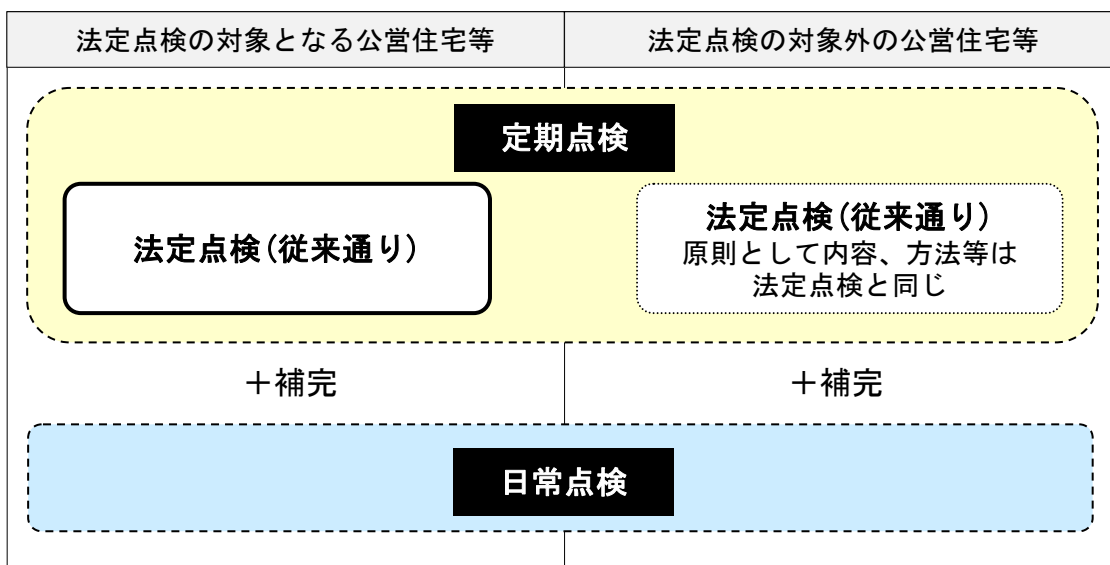 法定点検の対象となる公営住宅等
法定点検の対象外の公営住宅等
定期点検
法定点検(従来通り)
法定点検(従来通り)
原則として内容、方法等は
法定点検と同じ
＋補完
＋補完
日常点検